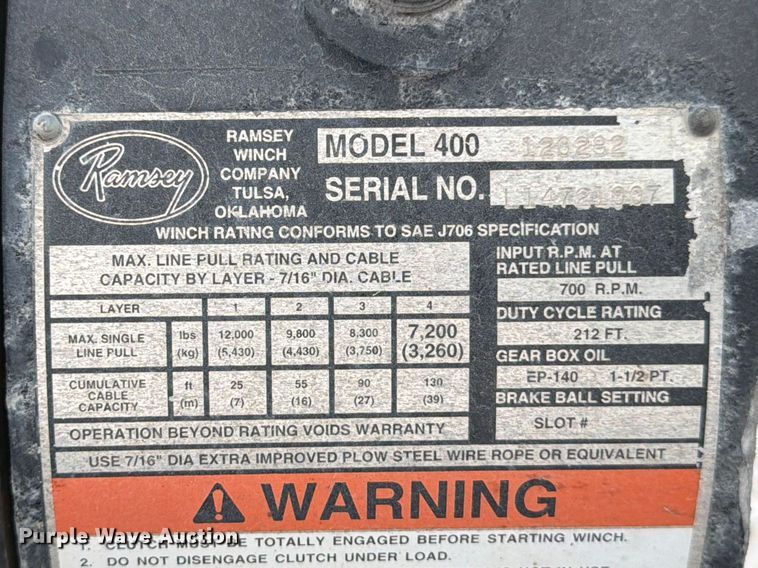 Ramsey
RAMSEY
WINCH
COMPANY
TULSA,
OKLAHOMA
MODEL 400 128282
SERIAL NO.
WINCH RATING CONFORMS TO SAE J706 SPECIFICATION
MAX. LINE PULL RATING AND CABLE
CAPACITY BY LAYER - 7/16" DIA. CABLE
LAYER 1 2 3 4
MAX. SINGLE LINE PULL lbs 12,000 9,800 8,300 7,200
(kg) (5,430) (4,430) (3,750) (3,260)
CUMULATIVE CABLE CAPACITY ft 25 55 90 130
(m) (7) (16) (27) (39)
OPERATION BEYOND RATING VOIDS WARRANTY
INPUT R.P.M. AT
RATED LINE PULL
700 R.P.M.
DUTY CYCLE RATING
212 FT.
GEAR BOX OIL
EP-140 1-1/2 PT.
BRAKE BALL SETTING
SLOT #
USE 7/16" DIA EXTRA IMPROVED PLOW STEEL WIRE ROPE OR EQUIVALENT
WARNING
1. CLUTCH MUST BE TOTALLY ENGAGED BEFORE STARTING WINCH.
2. DO NOT DISENGAGE CLUTCH UNDER LOAD.
Purple Wave Auction